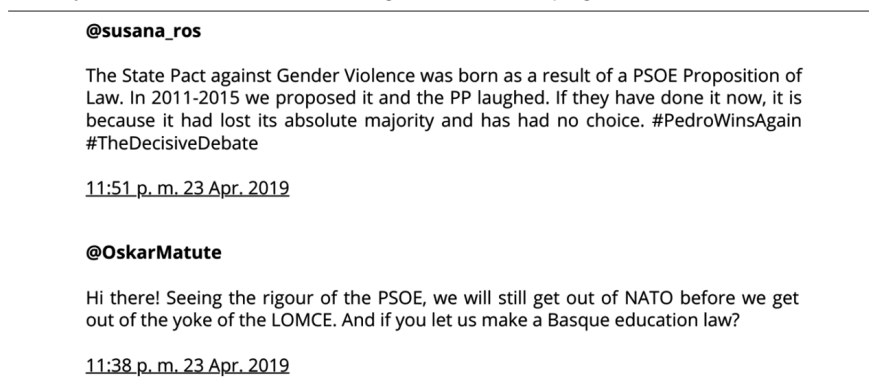 @susana_ros
The State Pact against Gender Violence was born as a result of a PSOE Proposition of
Law. In 2011-2015 we proposed it and the PP laughed. If they have done it now, it is
because it had lost its absolute majority and has had no choice. #PedroWinsAgain
#TheDecisiveDebate
11:51 p. m. 23 Apr. 2019
@OskarMatute
Hi there! Seeing the rigour of the PSOE, we will still get out of NATO before we get
out of the yoke of the LOMCE. And if you let us make a Basque education law?
11:38 p. m. 23 Apr. 2019